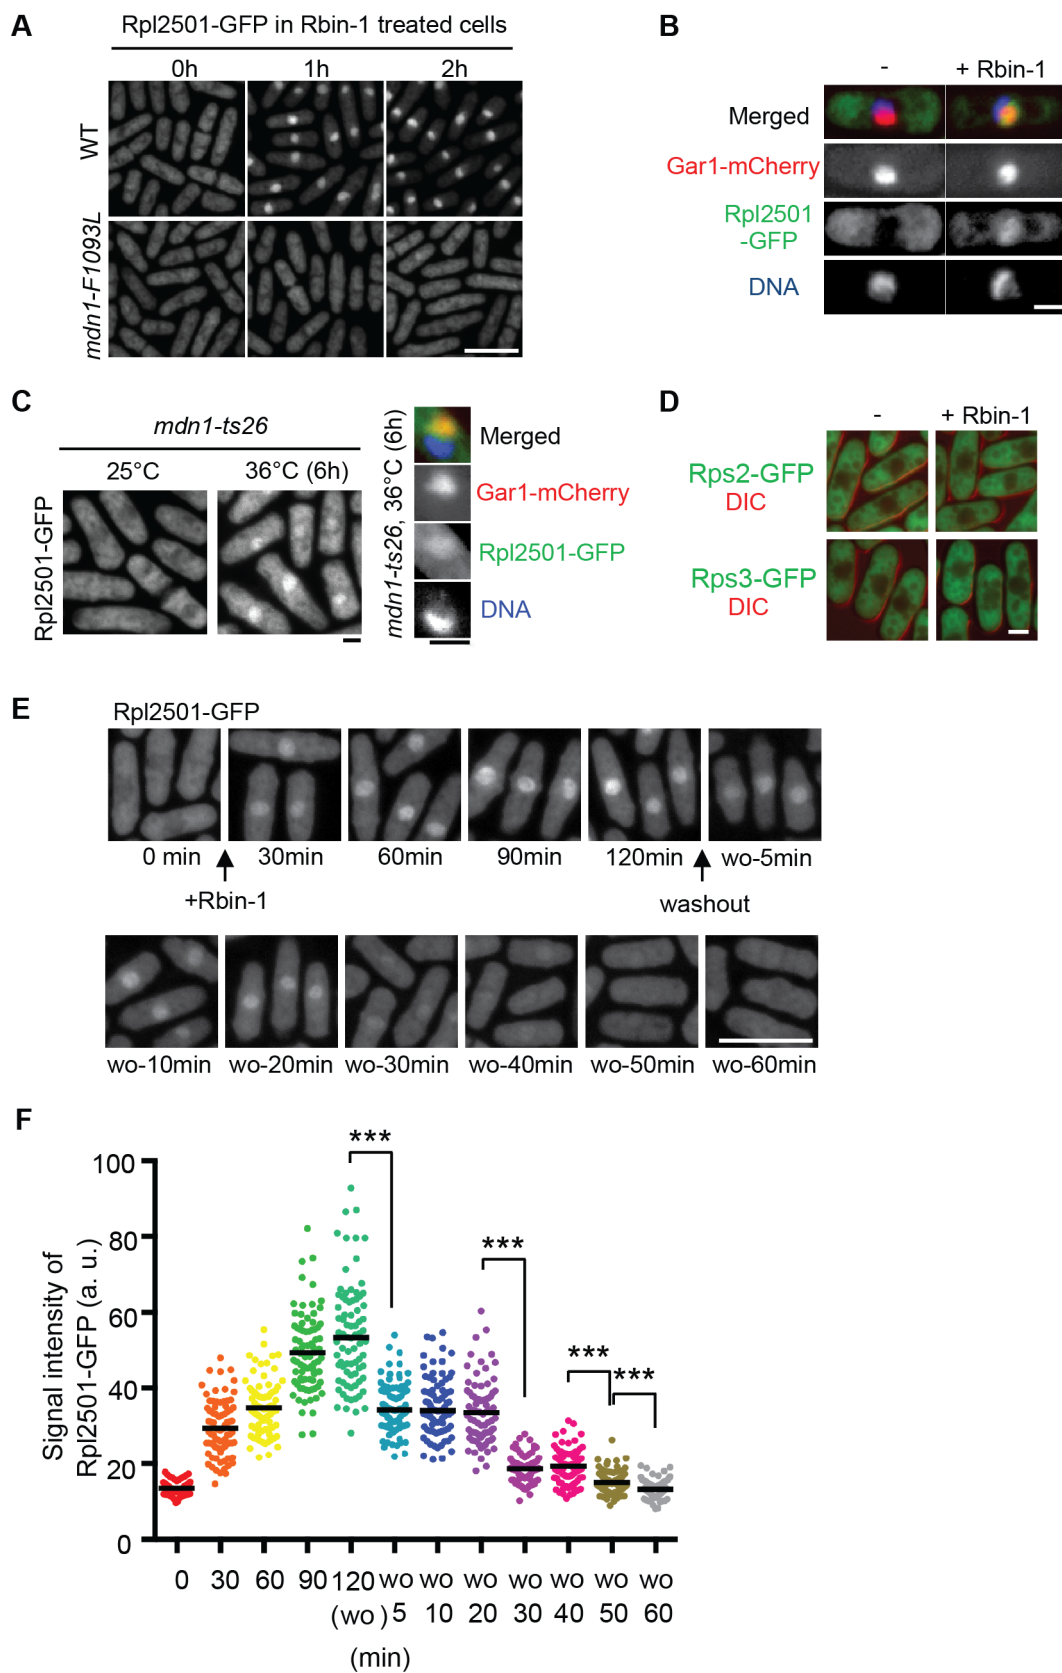 A
Rpl2501-GFP in Rbin-1 treated cells
0h 1h 2h
WT
mdn1-F1093L
B
- + Rbin-1
Merged
Gar1-mCherry
Rpl2501
-GFP
DNA
C
mdn1-ts26
25°C 36°C (6h)
Rpl2501-GFP
mdn1-ts26, 36°C (6h)
Merged
Gar1-mCherry
Rpl2501-GFP
DNA
D
- + Rbin-1
Rps2-GFP
DIC
Rps3-GFP
DIC
E
Rpl2501-GFP
0 min 30min 60min 90min 120min wo-5min
+Rbin-1 washout
wo-10min wo-20min wo-30min wo-40min wo-50min wo-60min
F
Signal intensity of
Rpl2501-GFP (a. u.)
100
80
60
40
20
0
***
***
***
***
0 30 60 90 120 wo wo wo wo wo wo wo
(wo) 5 10 20 30 40 50 60
(min)